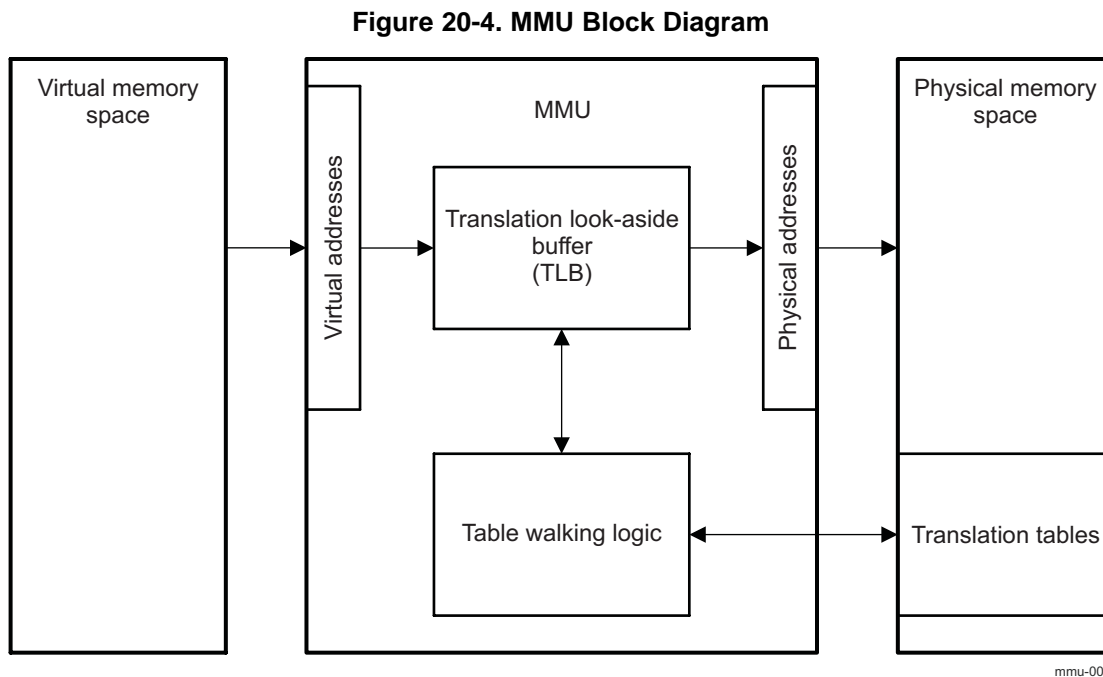 Figure 20-4. MMU Block Diagram
Virtual memory
space
MMU
Physical memory
space
Virtual addresses
Translation look-aside
buffer
(TLB)
Physical addresses
Table walking logic
Translation tables
mmu-00